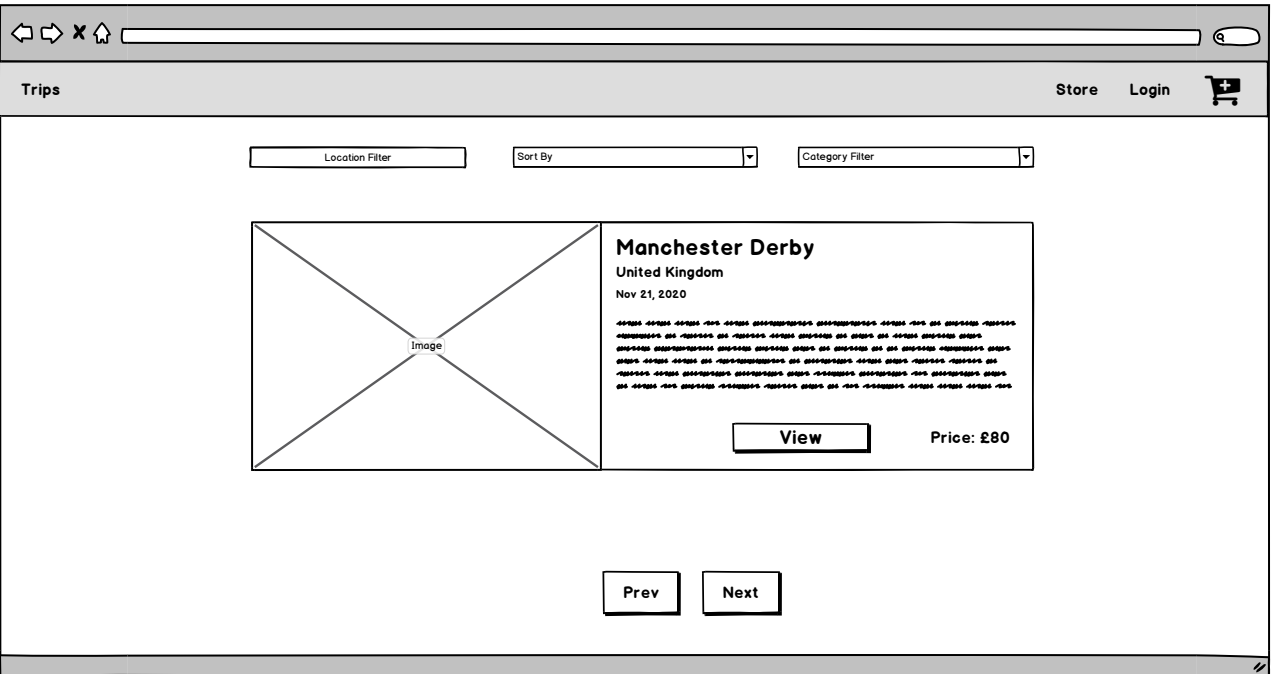 Trips
Store
Login
Location Filter
Sort By
Category Filter
Image
Manchester Derby
United Kingdom
Nov 21, 2020
View
Price: £80
Prev
Next